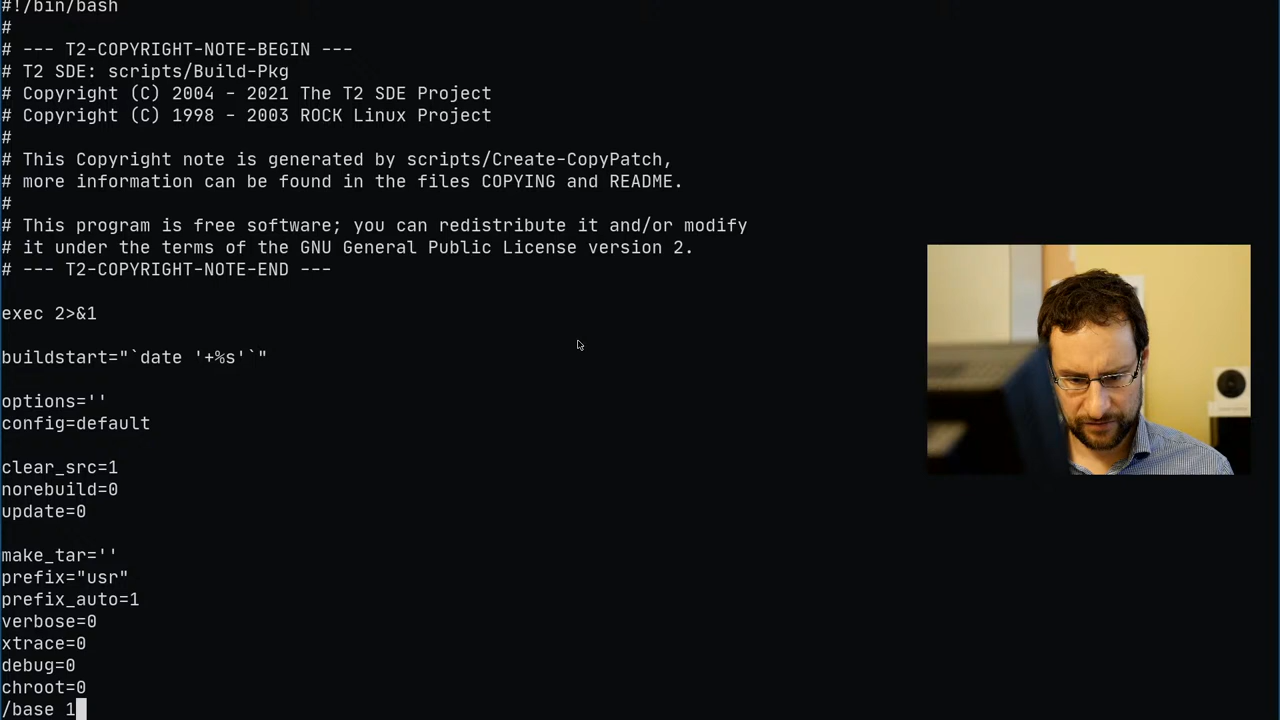 #!/bin/bash
#
# --- T2-COPYRIGHT-NOTE-BEGIN ---
# T2 SDE: scripts/Build-Pkg
# Copyright (C) 2004 - 2021 The T2 SDE Project
# Copyright (C) 1998 - 2003 ROCK Linux Project
#
# This Copyright note is generated by scripts/Create-CopyPatch,
# more information can be found in the files COPYING and README.
#
# This program is free software; you can redistribute it and/or modify
# it under the terms of the GNU General Public License version 2.
# --- T2-COPYRIGHT-NOTE-END ---
exec 2>&1
buildstart="`date '+%s'`"
options=''
config=default
clear_src=1
norebuild=0
update=0
make_tar=''
prefix="usr"
prefix_auto=1
verbose=0
xtrace=0
debug=0
chroot=0
/base 1